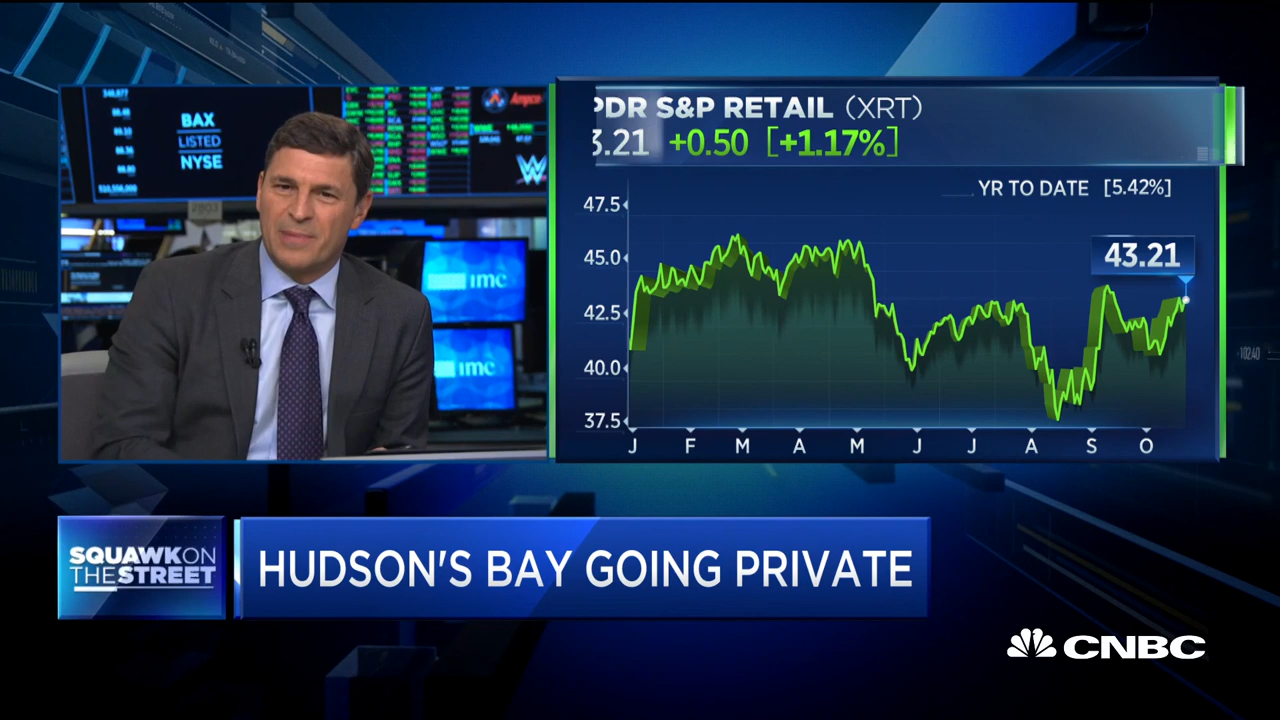 PDR S&P RETAIL (XRT)
3.21 +0.50 [+1.17%]
YR TO DATE [5.42%]
47.5
45.0
42.5
40.0
37.5
43.21
J F M A M J J A S O
BAX
LISTED
NYSE
2803
imc
imc
SQUAWK ON
THE STREET
HUDSON'S BAY GOING PRIVATE
CNBC